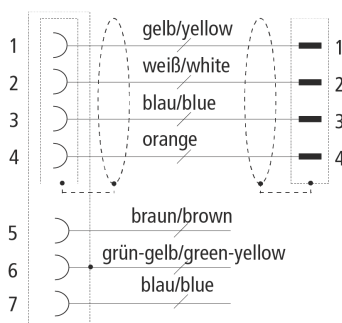 1 gelb/yellow 1
2 weiß/white 2
3 blau/blue 3
4 orange 4
5 braun/brown
6 grün-gelb/green-yellow
7 blau/blue